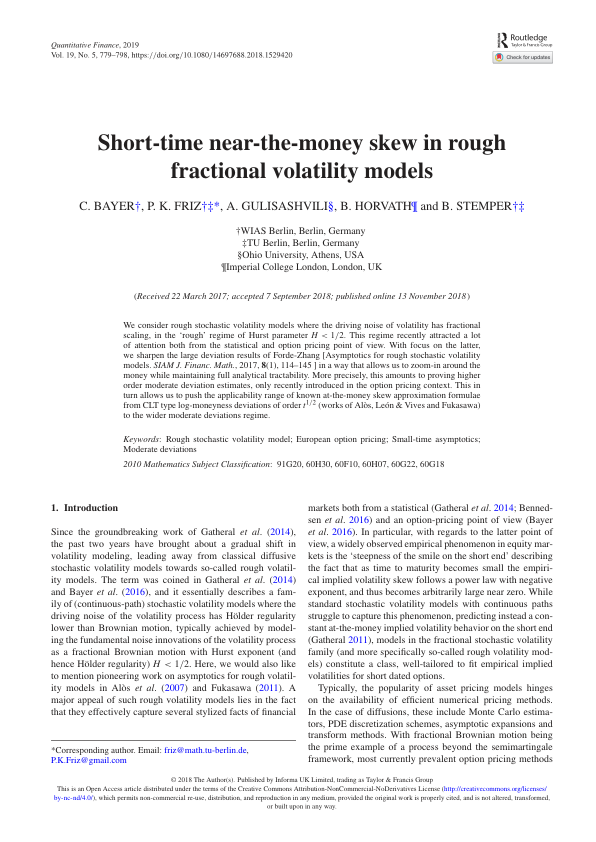 Quantitative Finance, 2019
Vol. 19, No. 5, 779–798, https://doi.org/10.1080/14697688.2018.1529420
Routledge
Taylor & Francis Group
Check for updates
Short-time near-the-money skew in rough
fractional volatility models
C. BAYER†, P. K. FRIZ†‡*, A. GULISASHVILI§, B. HORVATH¶ and B. STEMPER†‡
†WIAS Berlin, Berlin, Germany
‡TU Berlin, Berlin, Germany
§Ohio University, Athens, USA
¶Imperial College London, London, UK
(Received 22 March 2017; accepted 7 September 2018; published online 13 November 2018)
We consider rough stochastic volatility models where the driving noise of volatility has fractional
scaling, in the ‘rough’ regime of Hurst parameter H < 1/2. This regime recently attracted a lot
of attention both from the statistical and option pricing point of view. With focus on the latter,
we sharpen the large deviation results of Forde-Zhang [Asymptotics for rough stochastic volatility
models. SIAM J. Financ. Math., 2017, 8(1), 114–145 ] in a way that allows us to zoom-in around the
money while maintaining full analytical tractability. More precisely, this amounts to proving higher
order moderate deviation estimates, only recently introduced in the option pricing context. This in
turn allows us to push the applicability range of known at-the-money skew approximation formulae
from CLT type log-moneyness deviations of order t^{1/2} (works of Alòs, León & Vives and Fukasawa)
to the wider moderate deviations regime.
Keywords: Rough stochastic volatility model; European option pricing; Small-time asymptotics;
Moderate deviations
2010 Mathematics Subject Classification: 91G20, 60H30, 60F10, 60H07, 60G22, 60G18
1. Introduction
Since the groundbreaking work of Gatheral et al. (2014),
the past two years have brought about a gradual shift in
volatility modeling, leading away from classical diffusive
stochastic volatility models towards so-called rough volatil-
ity models. The term was coined in Gatheral et al. (2014)
and Bayer et al. (2016), and it essentially describes a fam-
ily of (continuous-path) stochastic volatility models where the
driving noise of the volatility process has Hölder regularity
lower than Brownian motion, typically achieved by model-
ing the fundamental noise innovations of the volatility process
as a fractional Brownian motion with Hurst exponent (and
hence Hölder regularity) H < 1/2. Here, we would also like
to mention pioneering work on asymptotics for rough volatil-
ity models in Alòs et al. (2007) and Fukasawa (2011). A
major appeal of such rough volatility models lies in the fact
that they effectively capture several stylized facts of financial
*Corresponding author. Email: friz@math.tu-berlin.de,
P.K.Friz@gmail.com
markets both from a statistical (Gatheral et al. 2014; Benned-
sen et al. 2016) and an option-pricing point of view (Bayer
et al. 2016). In particular, with regards to the latter point of
view, a widely observed empirical phenomenon in equity mar-
kets is the ‘steepness of the smile on the short end’ describing
the fact that as time to maturity becomes small the empiri-
cal implied volatility skew follows a power law with negative
exponent, and thus becomes arbitrarily large near zero. While
standard stochastic volatility models with continuous paths
struggle to capture this phenomenon, predicting instead a con-
stant at-the-money implied volatility behavior on the short end
(Gatheral 2011), models in the fractional stochastic volatility
family (and more specifically so-called rough volatility mod-
els) constitute a class, well-tailored to fit empirical implied
volatilities for short dated options.
Typically, the popularity of asset pricing models hinges
on the availability of efficient numerical pricing methods.
In the case of diffusions, these include Monte Carlo estima-
tors, PDE discretization schemes, asymptotic expansions and
transform methods. With fractional Brownian motion being
the prime example of a process beyond the semimartingale
framework, most currently prevalent option pricing methods
© 2018 The Author(s). Published by Informa UK Limited, trading as Taylor & Francis Group
This is an Open Access article distributed under the terms of the Creative Commons Attribution-NonCommercial-NoDerivatives License (http://creativecommons.org/licenses/
by-nc-nd/4.0/), which permits non-commercial re-use, distribution, and reproduction in any medium, provided the original work is properly cited, and is not altered, transformed,
or built upon in any way.